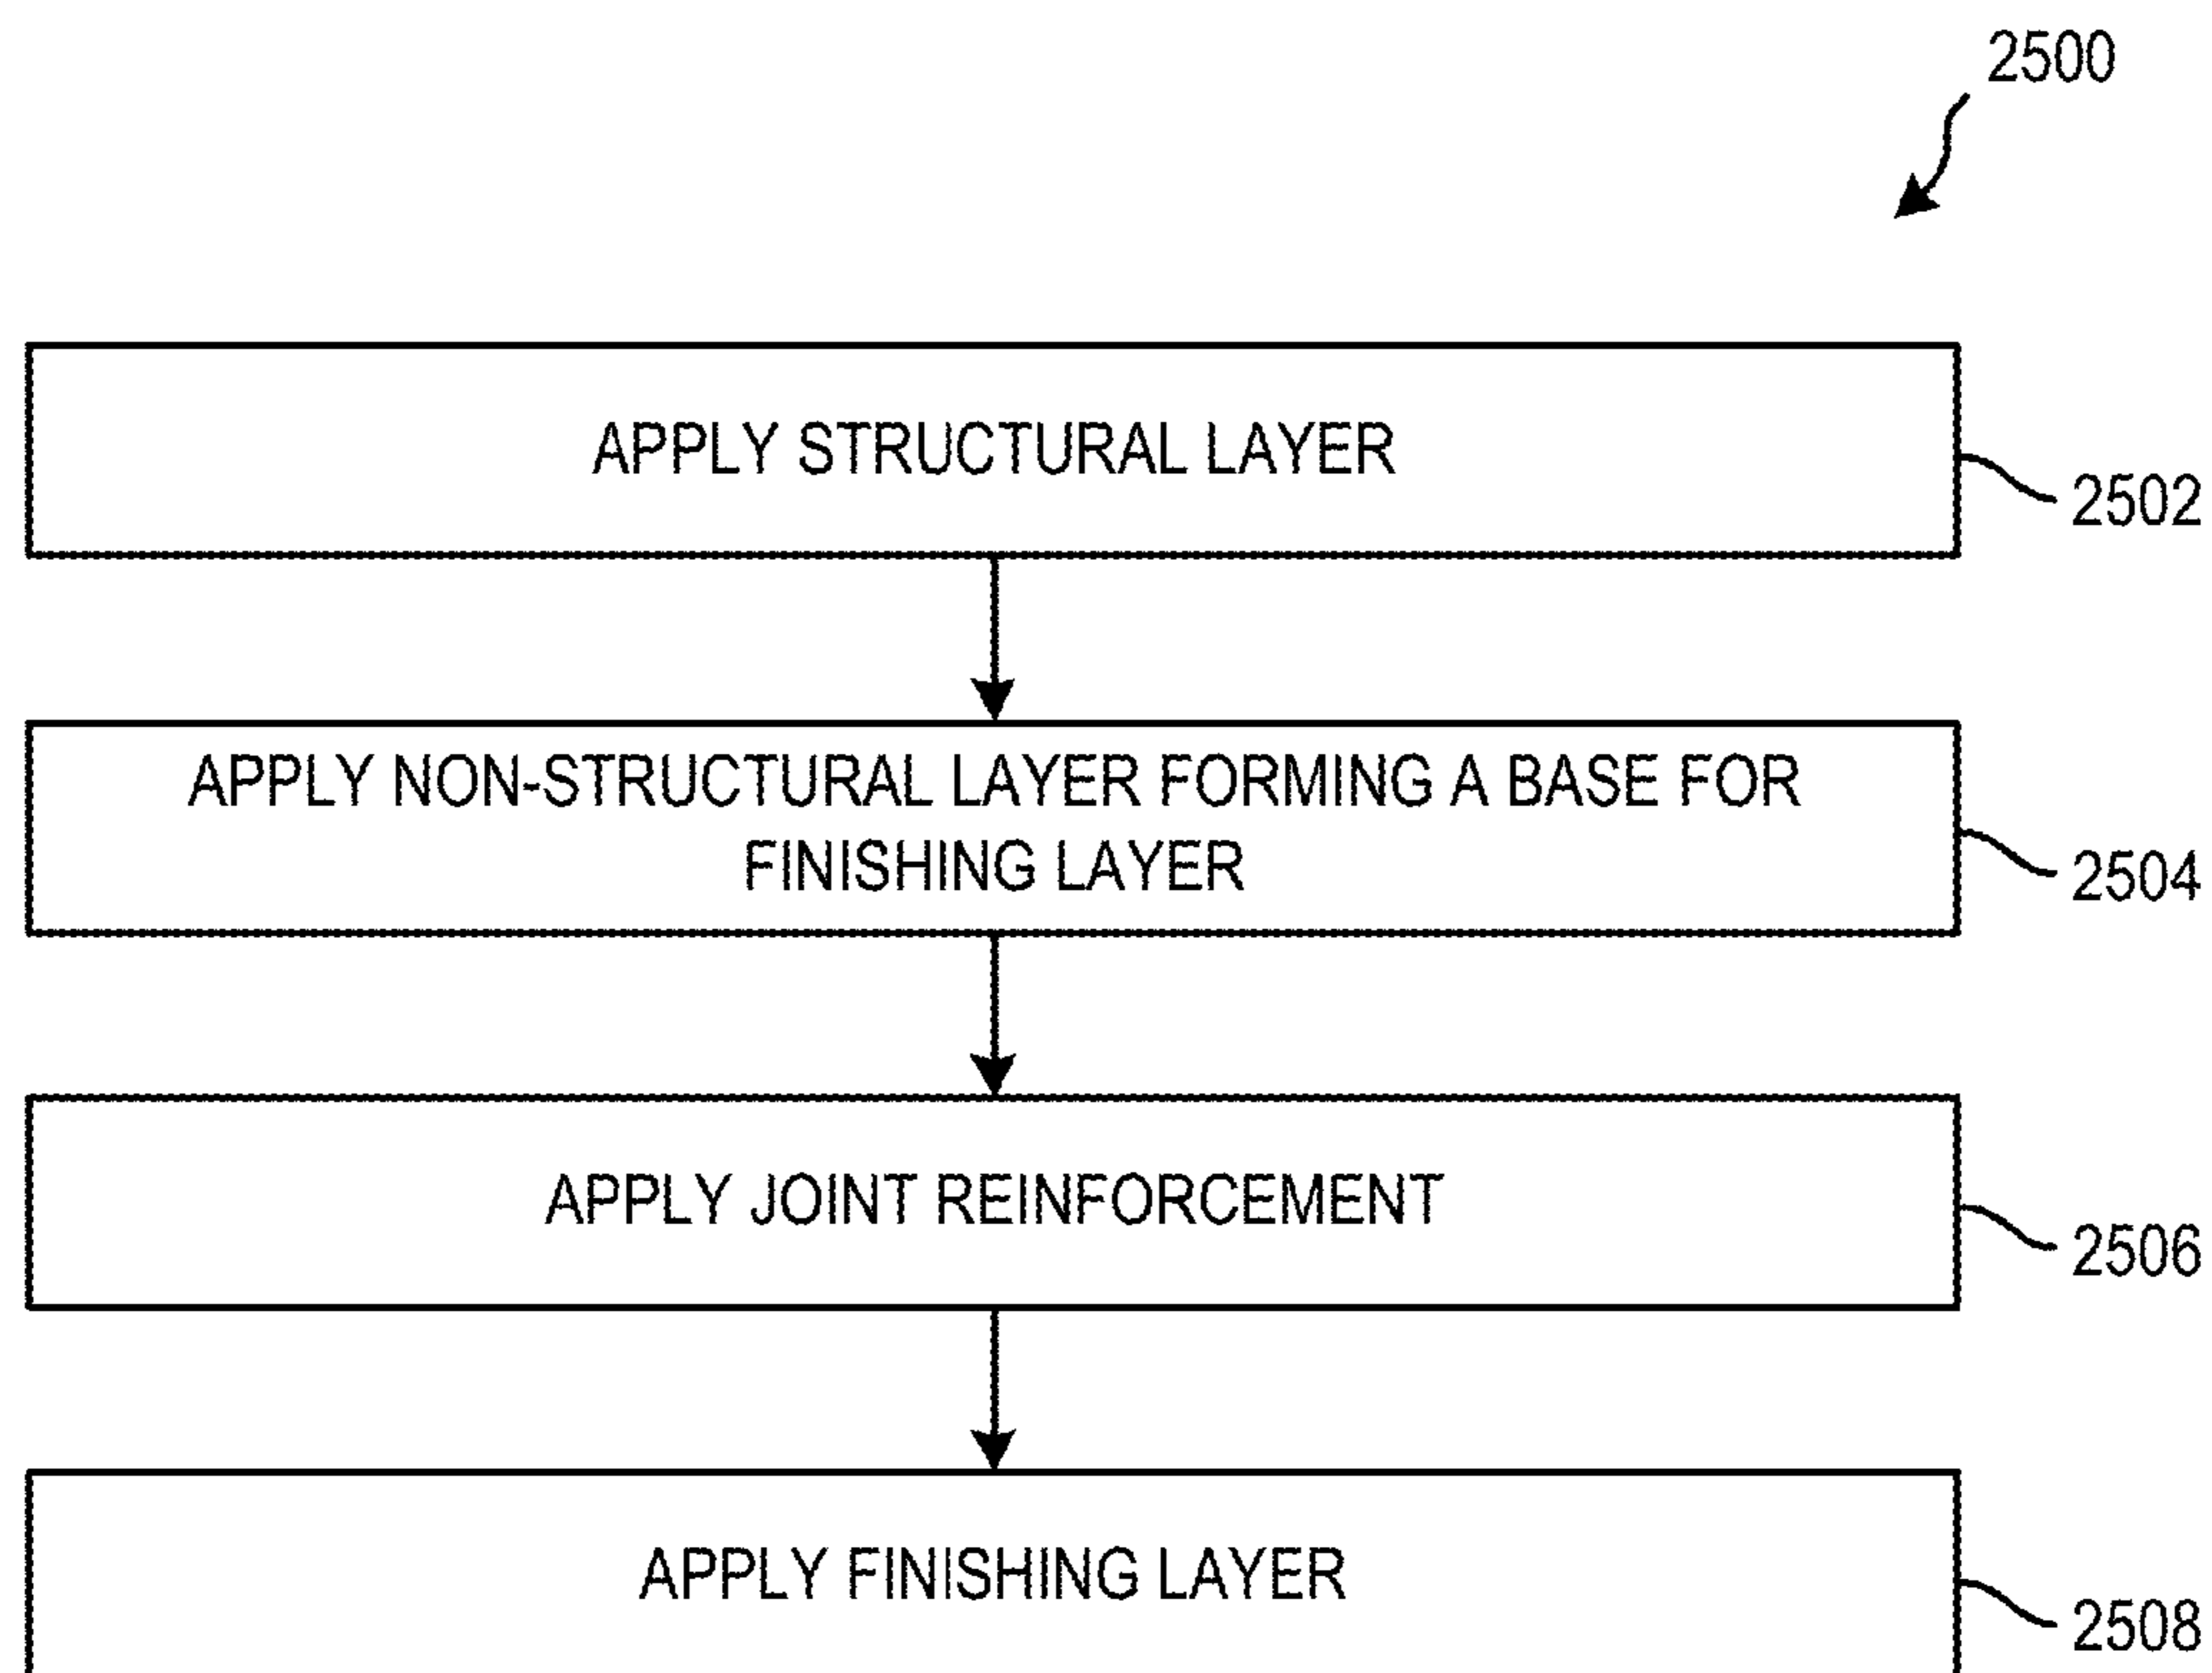 2500
APPLY STRUCTURAL LAYER
2502
APPLY NON-STRUCTURAL LAYER FORMING A BASE FOR
FINISHING LAYER
2504
APPLY JOINT REINFORCEMENT
2506
APPLY FINISHING LAYER
2508